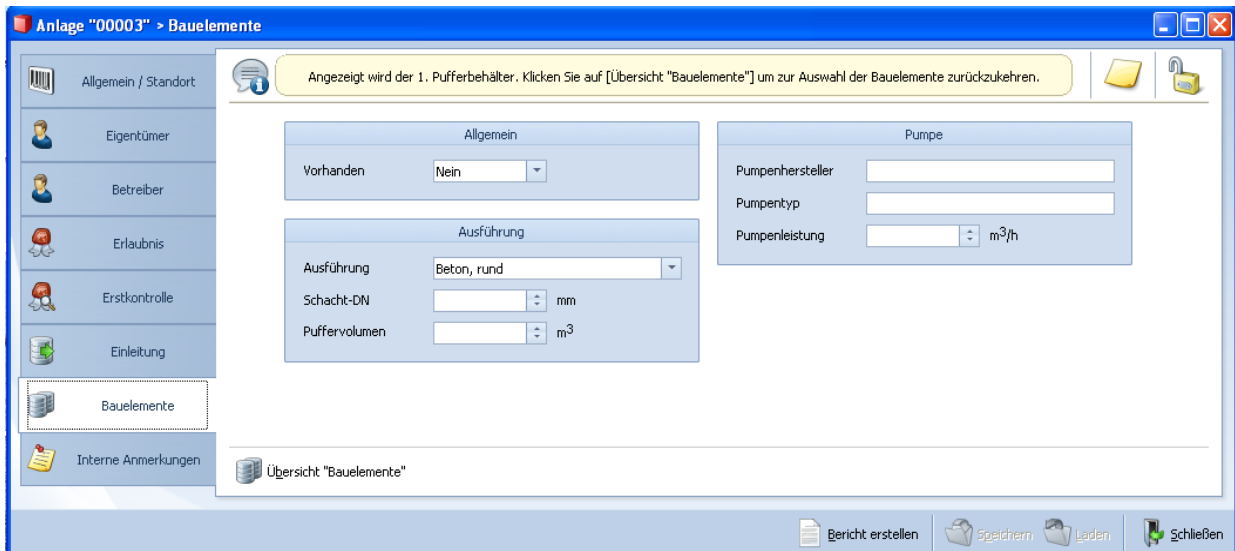 Anlage "00003" > Bauelemente
Allgemein / Standort
Eigentümer
Betreiber
Erlaubnis
Erstkontrolle
Einleitung
Bauelemente
Interne Anmerkungen
Angezeigt wird der 1. Pufferbehälter. Klicken Sie auf [Übersicht "Bauelemente"] um zur Auswahl der Bauelemente zurückzukehren.
Allgemein
Vorhanden Nein
Ausführung
Ausführung Beton, rund
Schacht-DN mm
Puffervolumen m3
Pumpe
Pumpenhersteller
Pumpentyp
Pumpenleistung m3/h
Übersicht "Bauelemente"
Bericht erstellen Speichern Laden Schließen